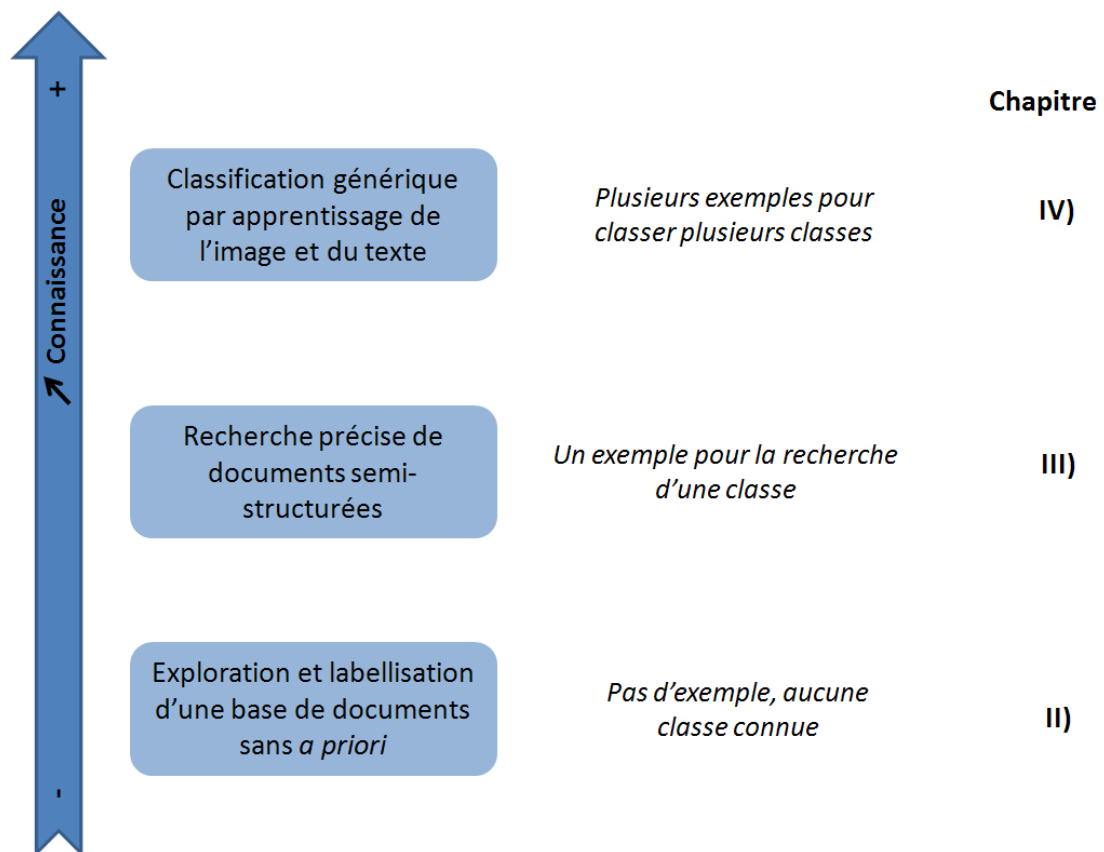 +
Connaissance
-
Chapitre
Classification générique
par apprentissage de
l’image et du texte
Plusieurs exemples pour
classer plusieurs classes
IV)
Recherche précise de
documents semi-
structurées
Un exemple pour la recherche
d’une classe
III)
Exploration et labellisation
d’une base de documents
sans a priori
Pas d’exemple, aucune
classe connue
II)